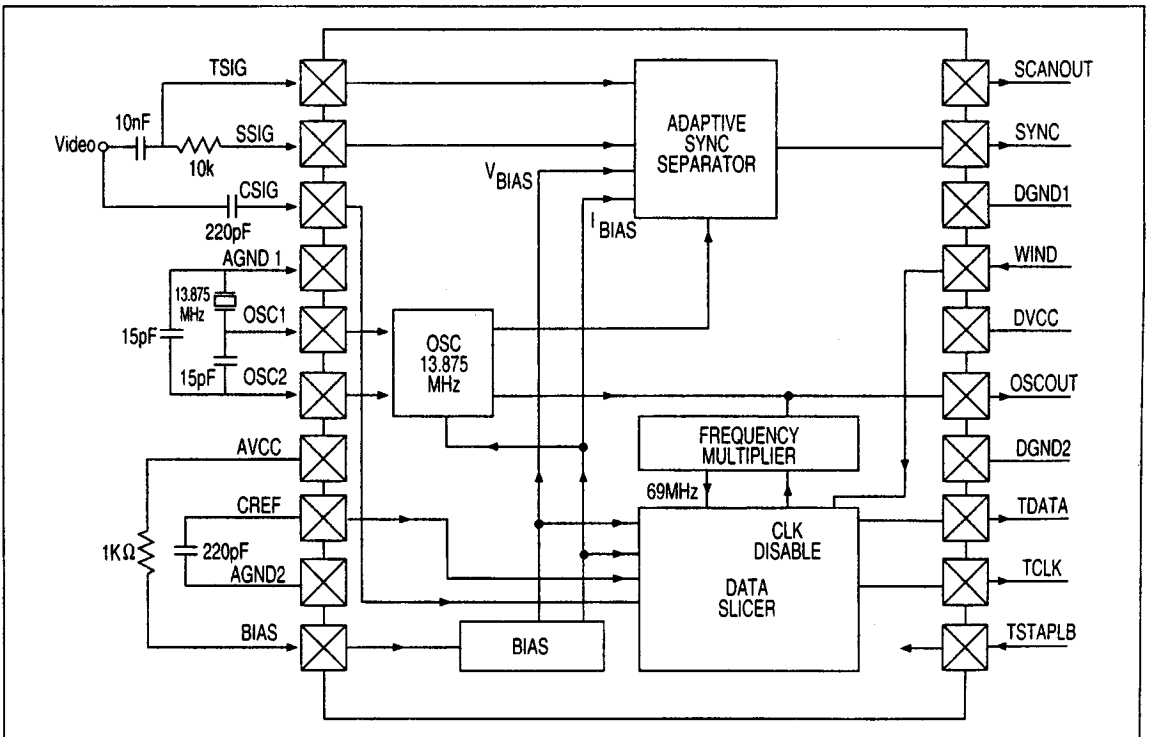 TSIG
10nF
Video
SSIG
10k
CSIG
220pF
AGND 1
13.875
MHz
OSC1
15pF
15pF
OSC2
AVCC
CREF
1KΩ
220pF
AGND2
BIAS
ADAPTIVE
SYNC
SEPARATOR
VBIAS
IBIAS
OSC
13.875
MHz
FREQUENCY
MULTIPLIER
69MHz
CLK
DISABLE
DATA
SLICER
BIAS
SCANOUT
SYNC
DGND1
WIND
DVCC
OSCOUT
DGND2
TDATA
TCLK
TSTAPLB